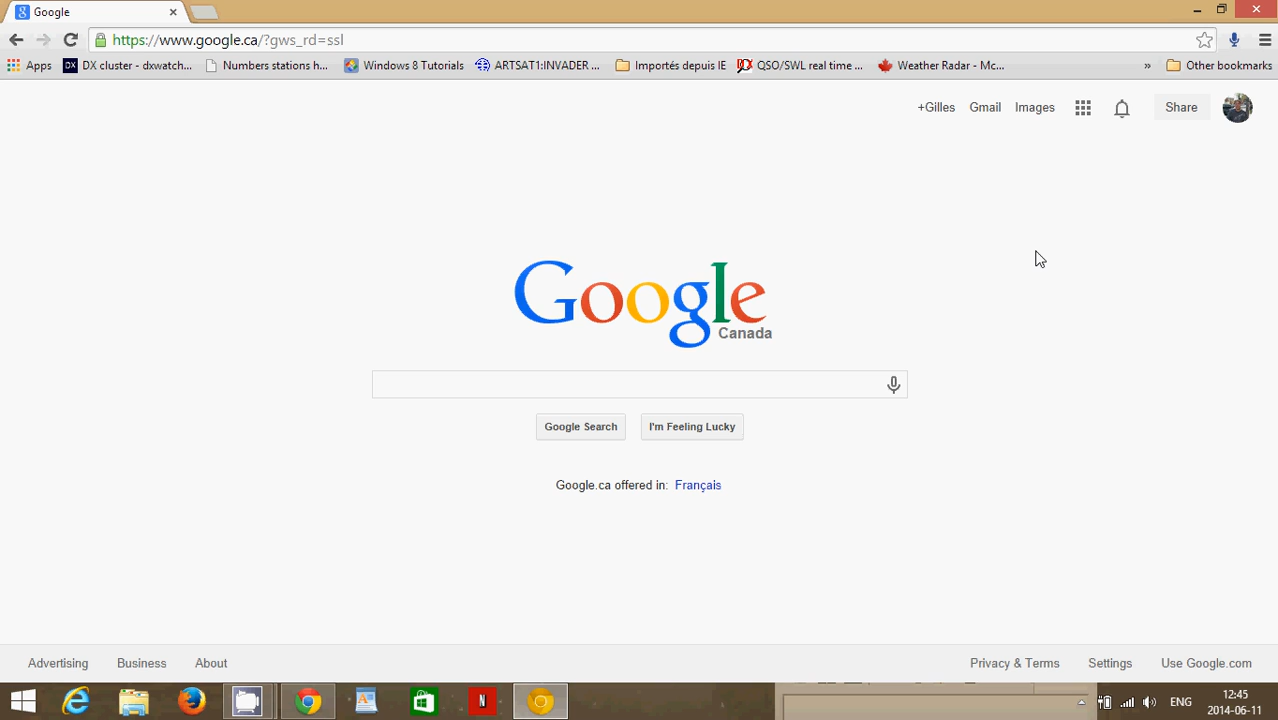 Google
https://www.google.ca/?gws_rd=ssl
Apps DX cluster - dxwatch... Numbers stations h... Windows 8 Tutorials ARTSAT1:INVADER ... Importés depuis IE QSO/SWL real time ... Weather Radar - Mc... » Other bookmarks
+Gilles Gmail Images Share
Google
Canada
Google Search I'm Feeling Lucky
Google.ca offered in: Français
Advertising Business About Privacy & Terms Settings Use Google.com
ENG 12:45
2014-06-11